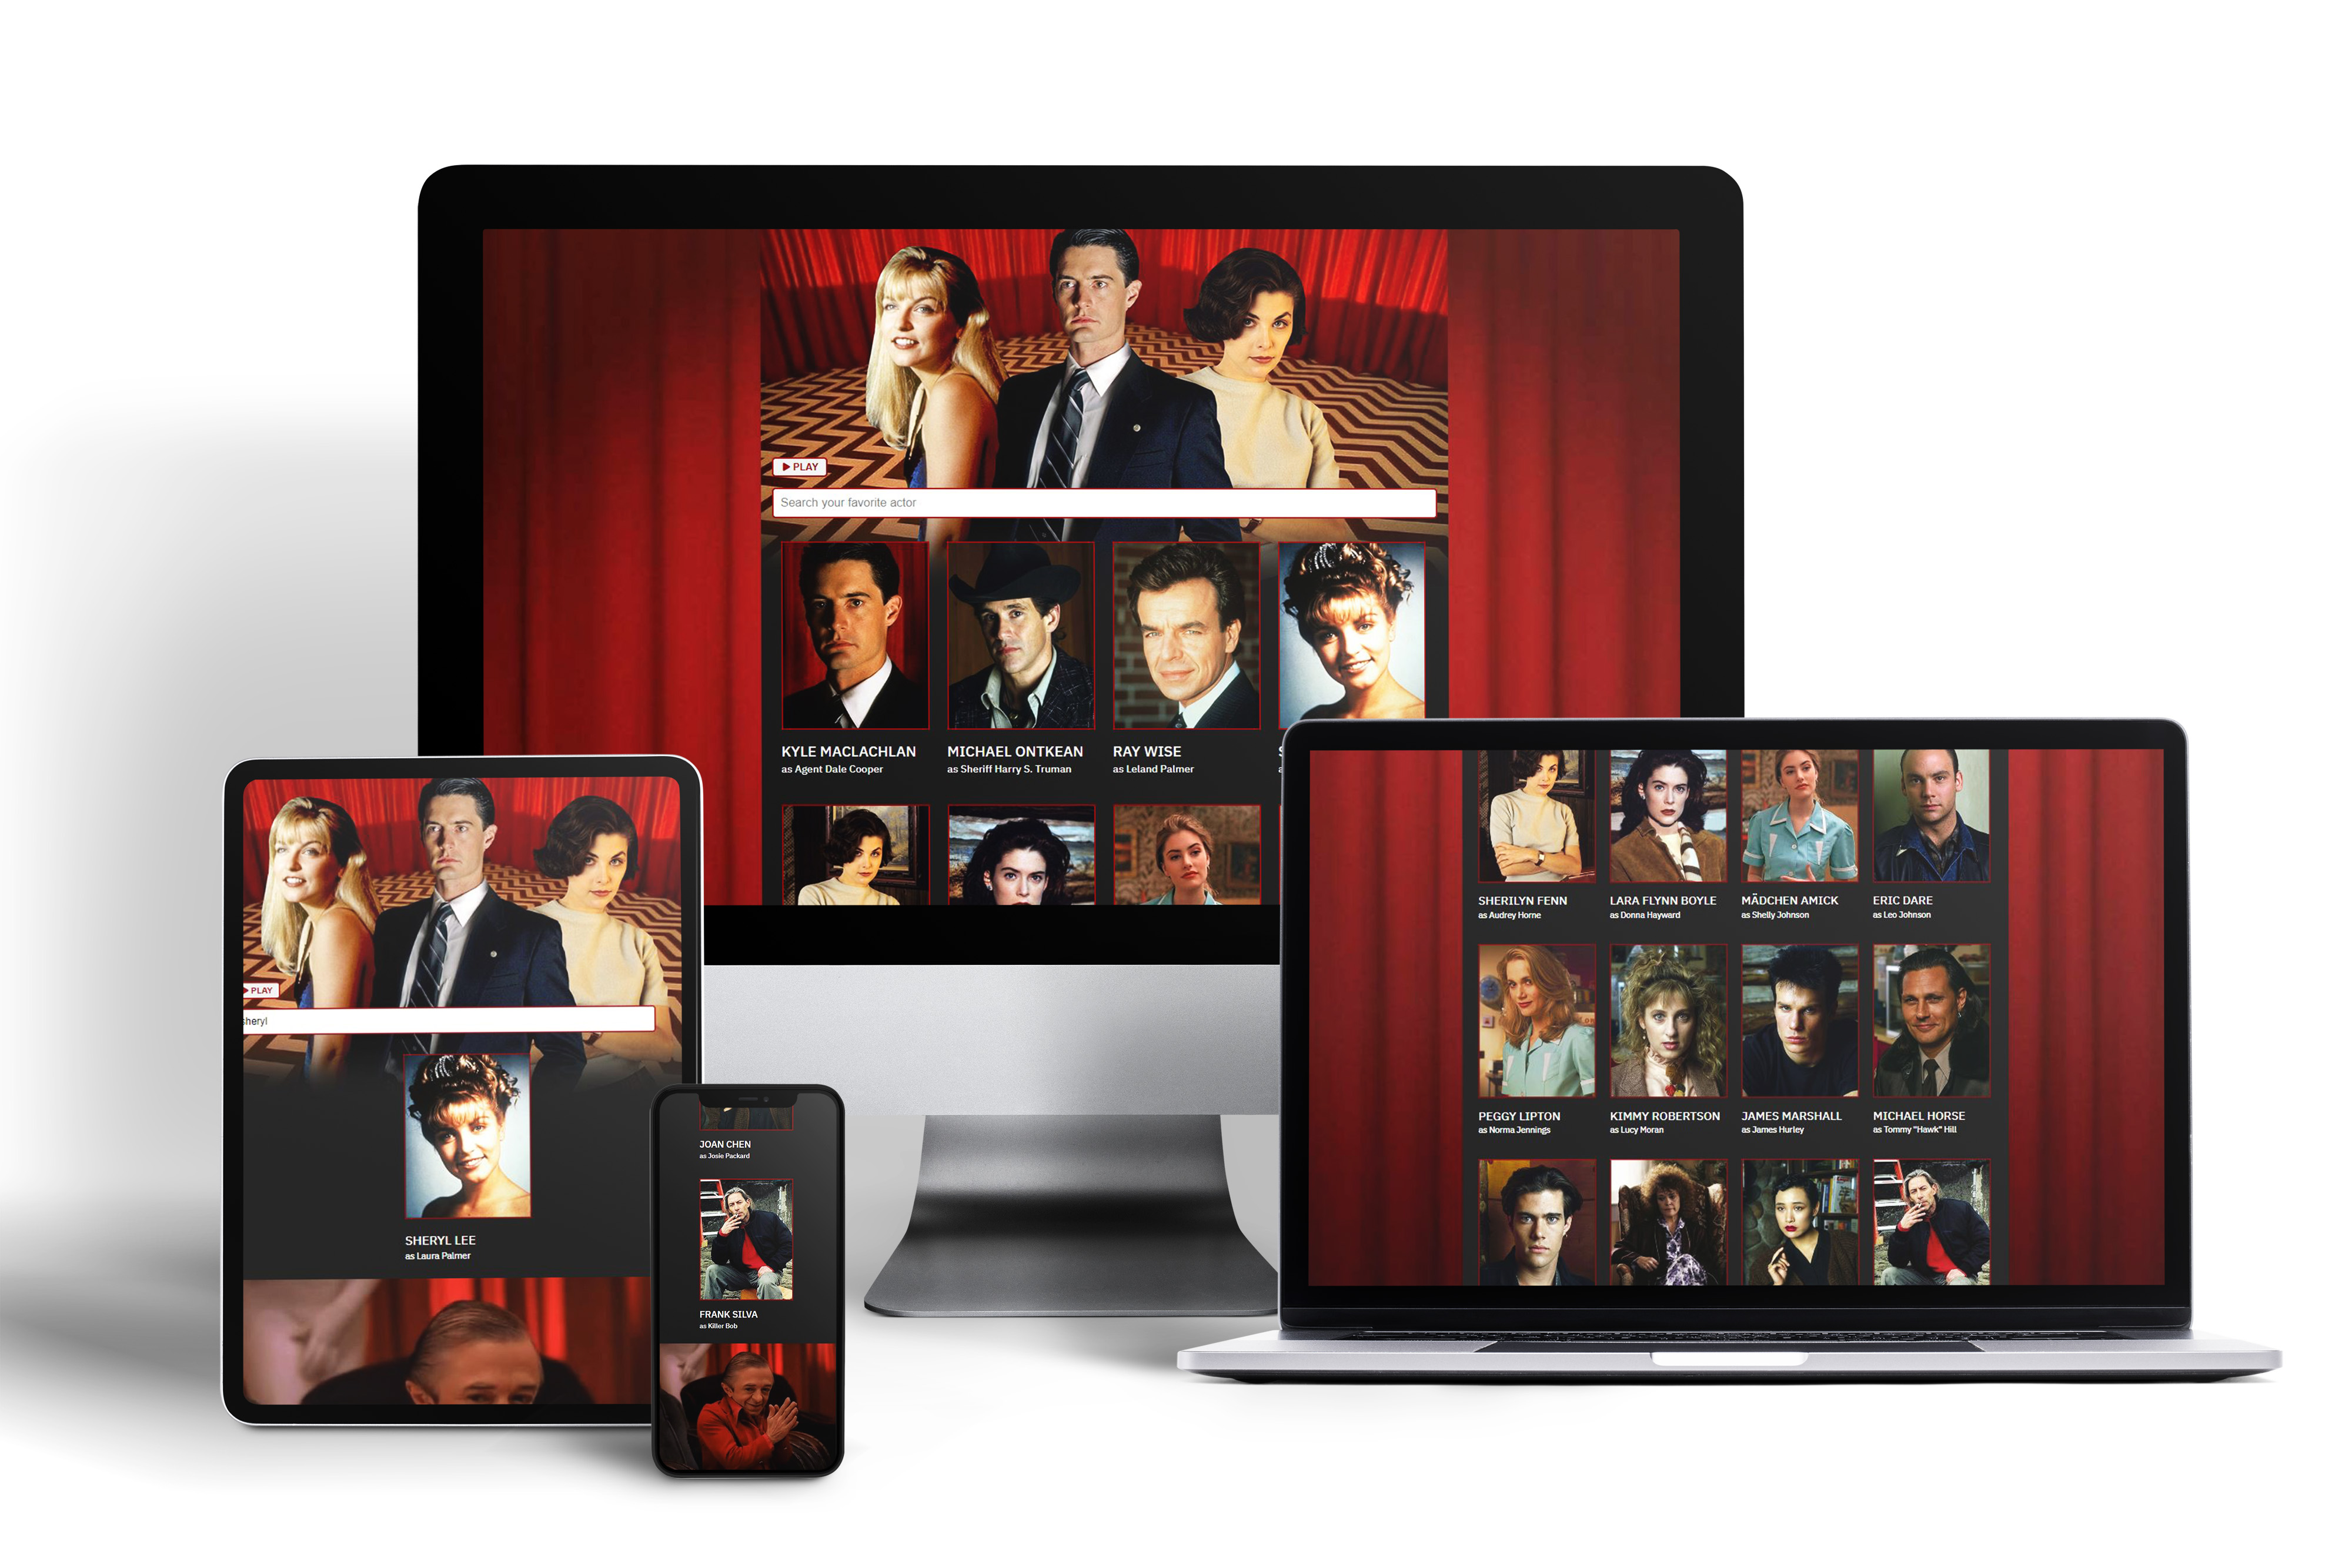 PLAY
Search your favorite actor
KYLE MACLACHLAN
as Agent Dale Cooper
MICHAEL ONTKEAN
as Sheriff Harry S. Truman
RAY WISE
as Leland Palmer
PLAY
sheryl
SHERYL LEE
as Laura Palmer
JOAN CHEN
as Josie Packard
FRANK SILVA
as Killer Bob
SHERILYN FENN
as Audrey Horne
LARA FLYNN BOYLE
as Donna Hayward
MÄDCHEN AMICK
as Shelly Johnson
ERIC DARE
as Leo Johnson
PEGGY LIPTON
as Norma Jennings
KIMMY ROBERTSON
as Lucy Moran
JAMES MARSHALL
as James Hurley
MICHAEL HORSE
as Tommy "Hawk" Hill